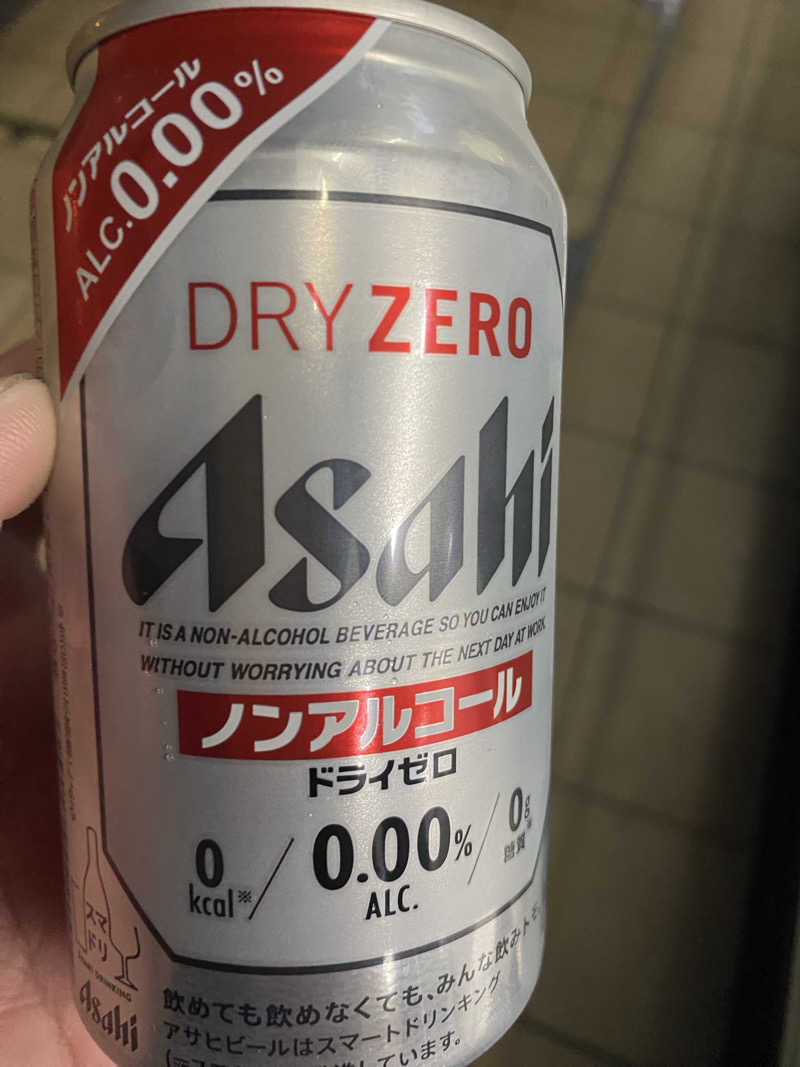 ノンアルコール
ALC.0.00%
DRY ZERO
Asahi
IT IS A NON-ALCOHOL BEVERAGE SO YOU CAN ENJOY IT
WITHOUT WORRYING ABOUT THE NEXT DAY AT WORK.
ノンアルコール
ドライゼロ
0 kcal※ / 0.00% ALC. / 0g※ 糖質
スマ
ドリ
SMART DRINKING
Asahi
飲めても飲めなくても、みんな飲みトモ。
アサヒビールはスマートドリンキング
しています。